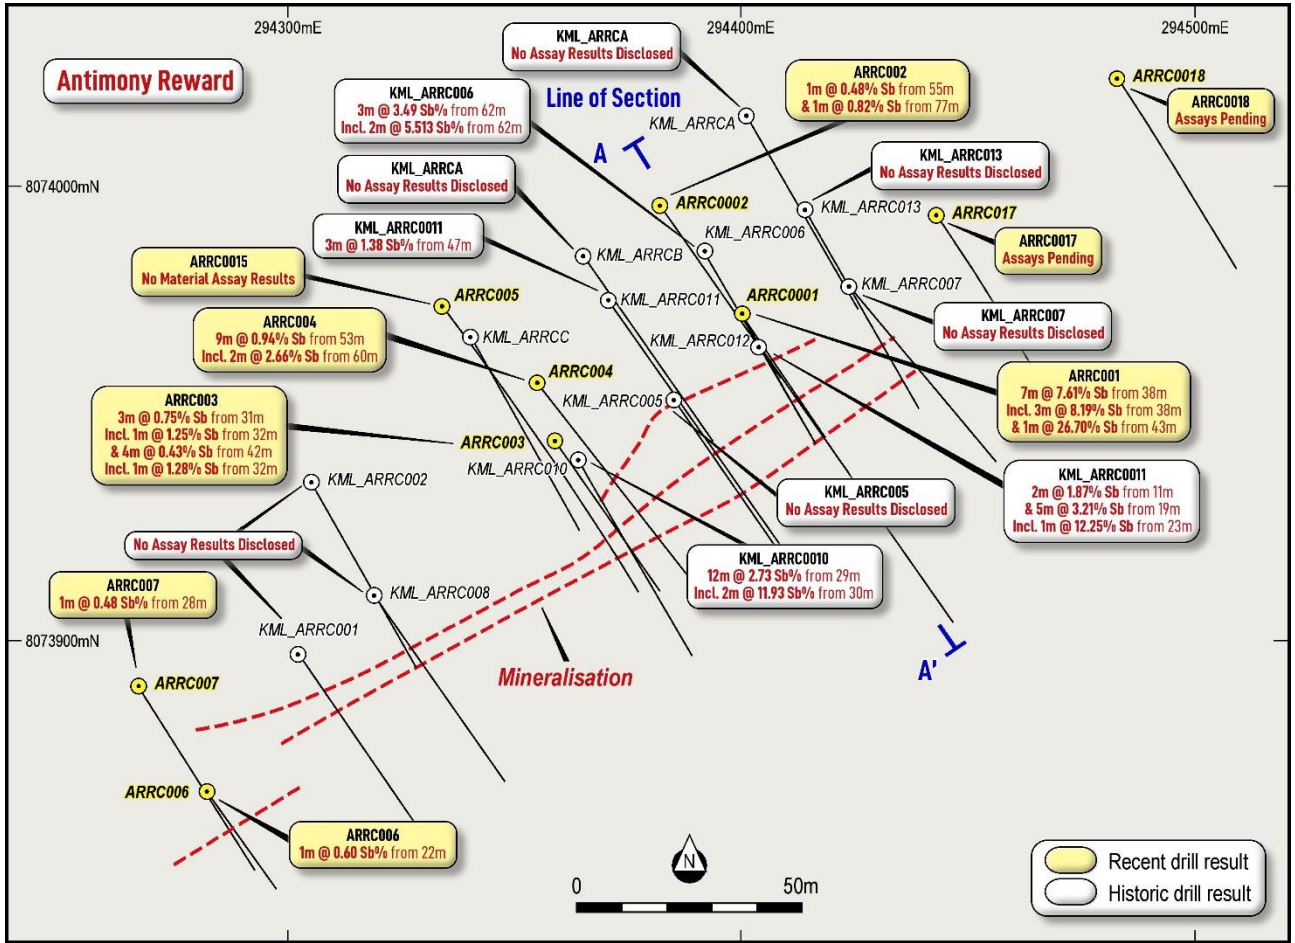 294300mE
294400mE
294500mE
Antimony Reward
KML_ARRCA
No Assay Results Disclosed
KML_ARRC006
3m @ 3.49 Sb% from 62m
Incl. 2m @ 5.513 Sb% from 62m
Line of Section
ARRC002
1m @ 0.48% Sb from 55m
& 1m @ 0.82% Sb from 77m
ARRC0018
ARRC0018
Assays Pending
KML_ARRCA
A
KML_ARRCA
No Assay Results Disclosed
KML_ARRC013
No Assay Results Disclosed
8074000mN
ARRC0002
KML_ARRC013
ARRC017
KML_ARRC0011
3m @ 1.38 Sb% from 47m
KML_ARRC006
ARRC0017
Assays Pending
ARRC0015
No Material Assay Results
KML_ARRCB
ARRC005
KML_ARRC011
ARRC0001
KML_ARRC007
KML_ARRC007
No Assay Results Disclosed
ARRC004
9m @ 0.94% Sb from 53m
Incl. 2m @ 2.66% Sb from 60m
KML_ARRCC
KML_ARRC012
ARRC004
ARRC001
7m @ 7.61% Sb from 38m
Incl. 3m @ 8.19% Sb from 38m
& 1m @ 26.70% Sb from 43m
ARRC003
3m @ 0.75% Sb from 31m
Incl. 1m @ 1.25% Sb from 32m
& 4m @ 0.43% Sb from 42m
Incl. 1m @ 1.28% Sb from 32m
KML_ARRC005
ARRC003
KML_ARRC010
KML_ARRC0011
2m @ 1.87% Sb from 11m
& 5m @ 3.21% Sb from 19m
Incl. 1m @ 12.25% Sb from 23m
KML_ARRC002
KML_ARRC005
No Assay Results Disclosed
No Assay Results Disclosed
KML_ARRC0010
12m @ 2.73 Sb% from 29m
Incl. 2m @ 11.93 Sb% from 30m
ARRC007
1m @ 0.48 Sb% from 28m
KML_ARRC008
KML_ARRC001
8073900mN
A'
Mineralisation
ARRC007
ARRC006
ARRC006
1m @ 0.60 Sb% from 22m
N
0
50m
Recent drill result
Historic drill result